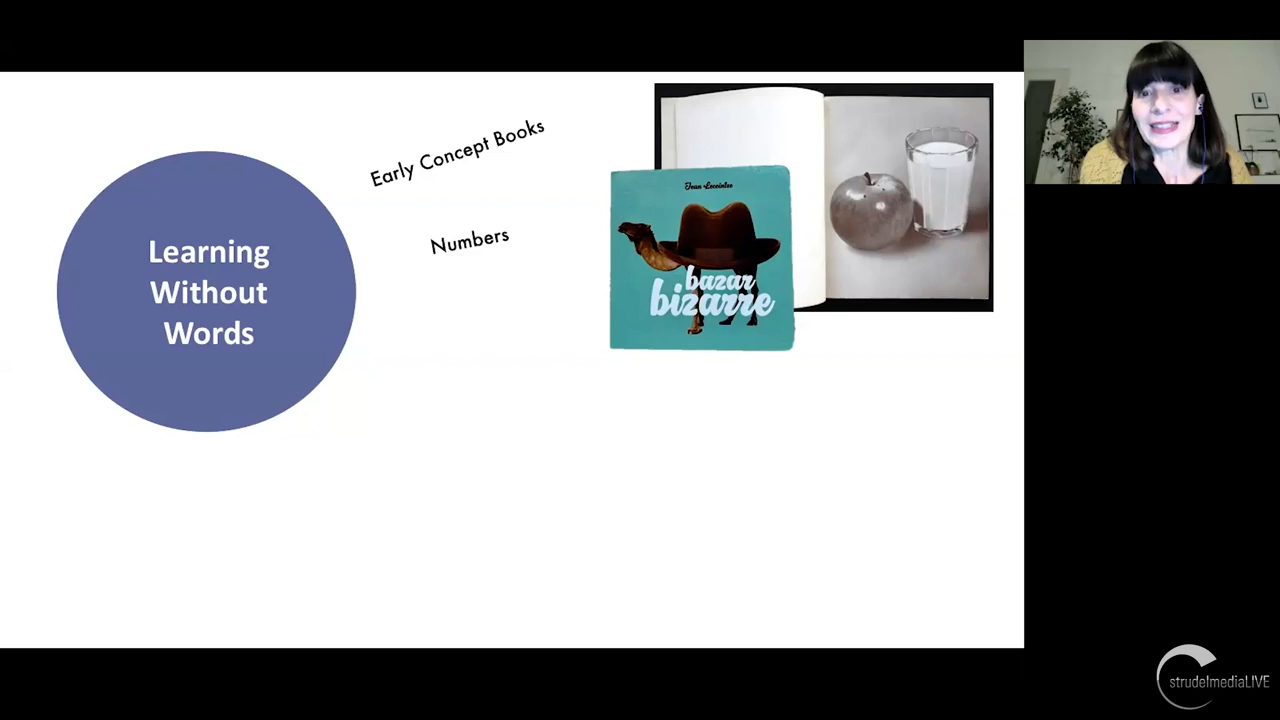 Early Concept Books
Numbers
Learning
Without
Words
Jean Lecointre
bazar
bizarre
strudelmediaLIVE